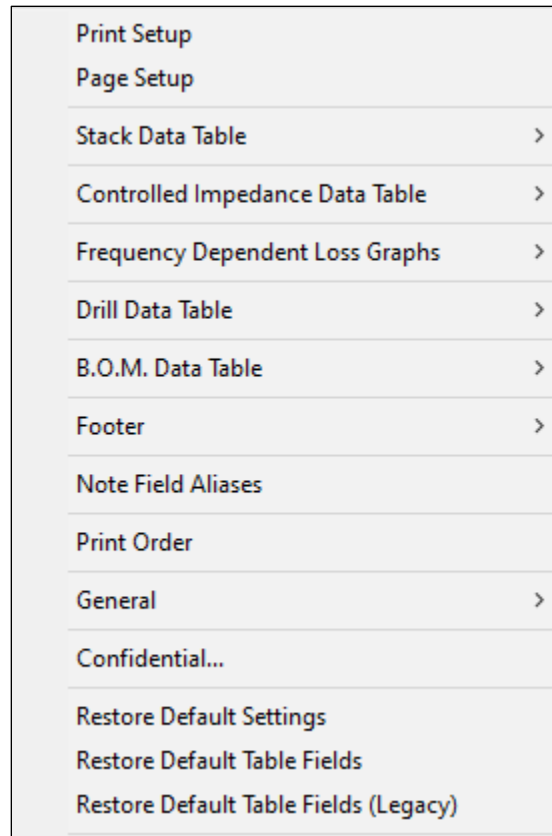 Print Setup
Page Setup
Stack Data Table
Controlled Impedance Data Table
Frequency Dependent Loss Graphs
Drill Data Table
B.O.M. Data Table
Footer
Note Field Aliases
Print Order
General
Confidential...
Restore Default Settings
Restore Default Table Fields
Restore Default Table Fields (Legacy)